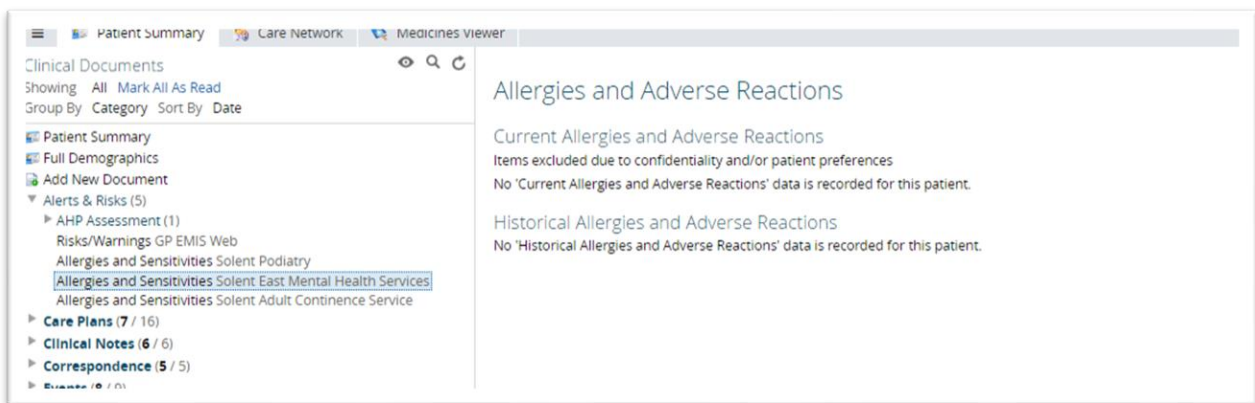 Patient Summary Care Network Medicines Viewer
Clinical Documents
Showing All Mark All As Read
Group By Category Sort By Date
Patient Summary
Full Demographics
Add New Document
Alerts & Risks (5)
AHP Assessment (1)
Risks/Warnings GP EMIS Web
Allergies and Sensitivities Solent Podiatry
Allergies and Sensitivities Solent East Mental Health Services
Allergies and Sensitivities Solent Adult Continence Service
Care Plans (7 / 16)
Clinical Notes (6 / 6)
Correspondence (5 / 5)
Events (8 / 9)
Allergies and Adverse Reactions
Current Allergies and Adverse Reactions
Items excluded due to confidentiality and/or patient preferences
No 'Current Allergies and Adverse Reactions' data is recorded for this patient.
Historical Allergies and Adverse Reactions
No 'Historical Allergies and Adverse Reactions' data is recorded for this patient.